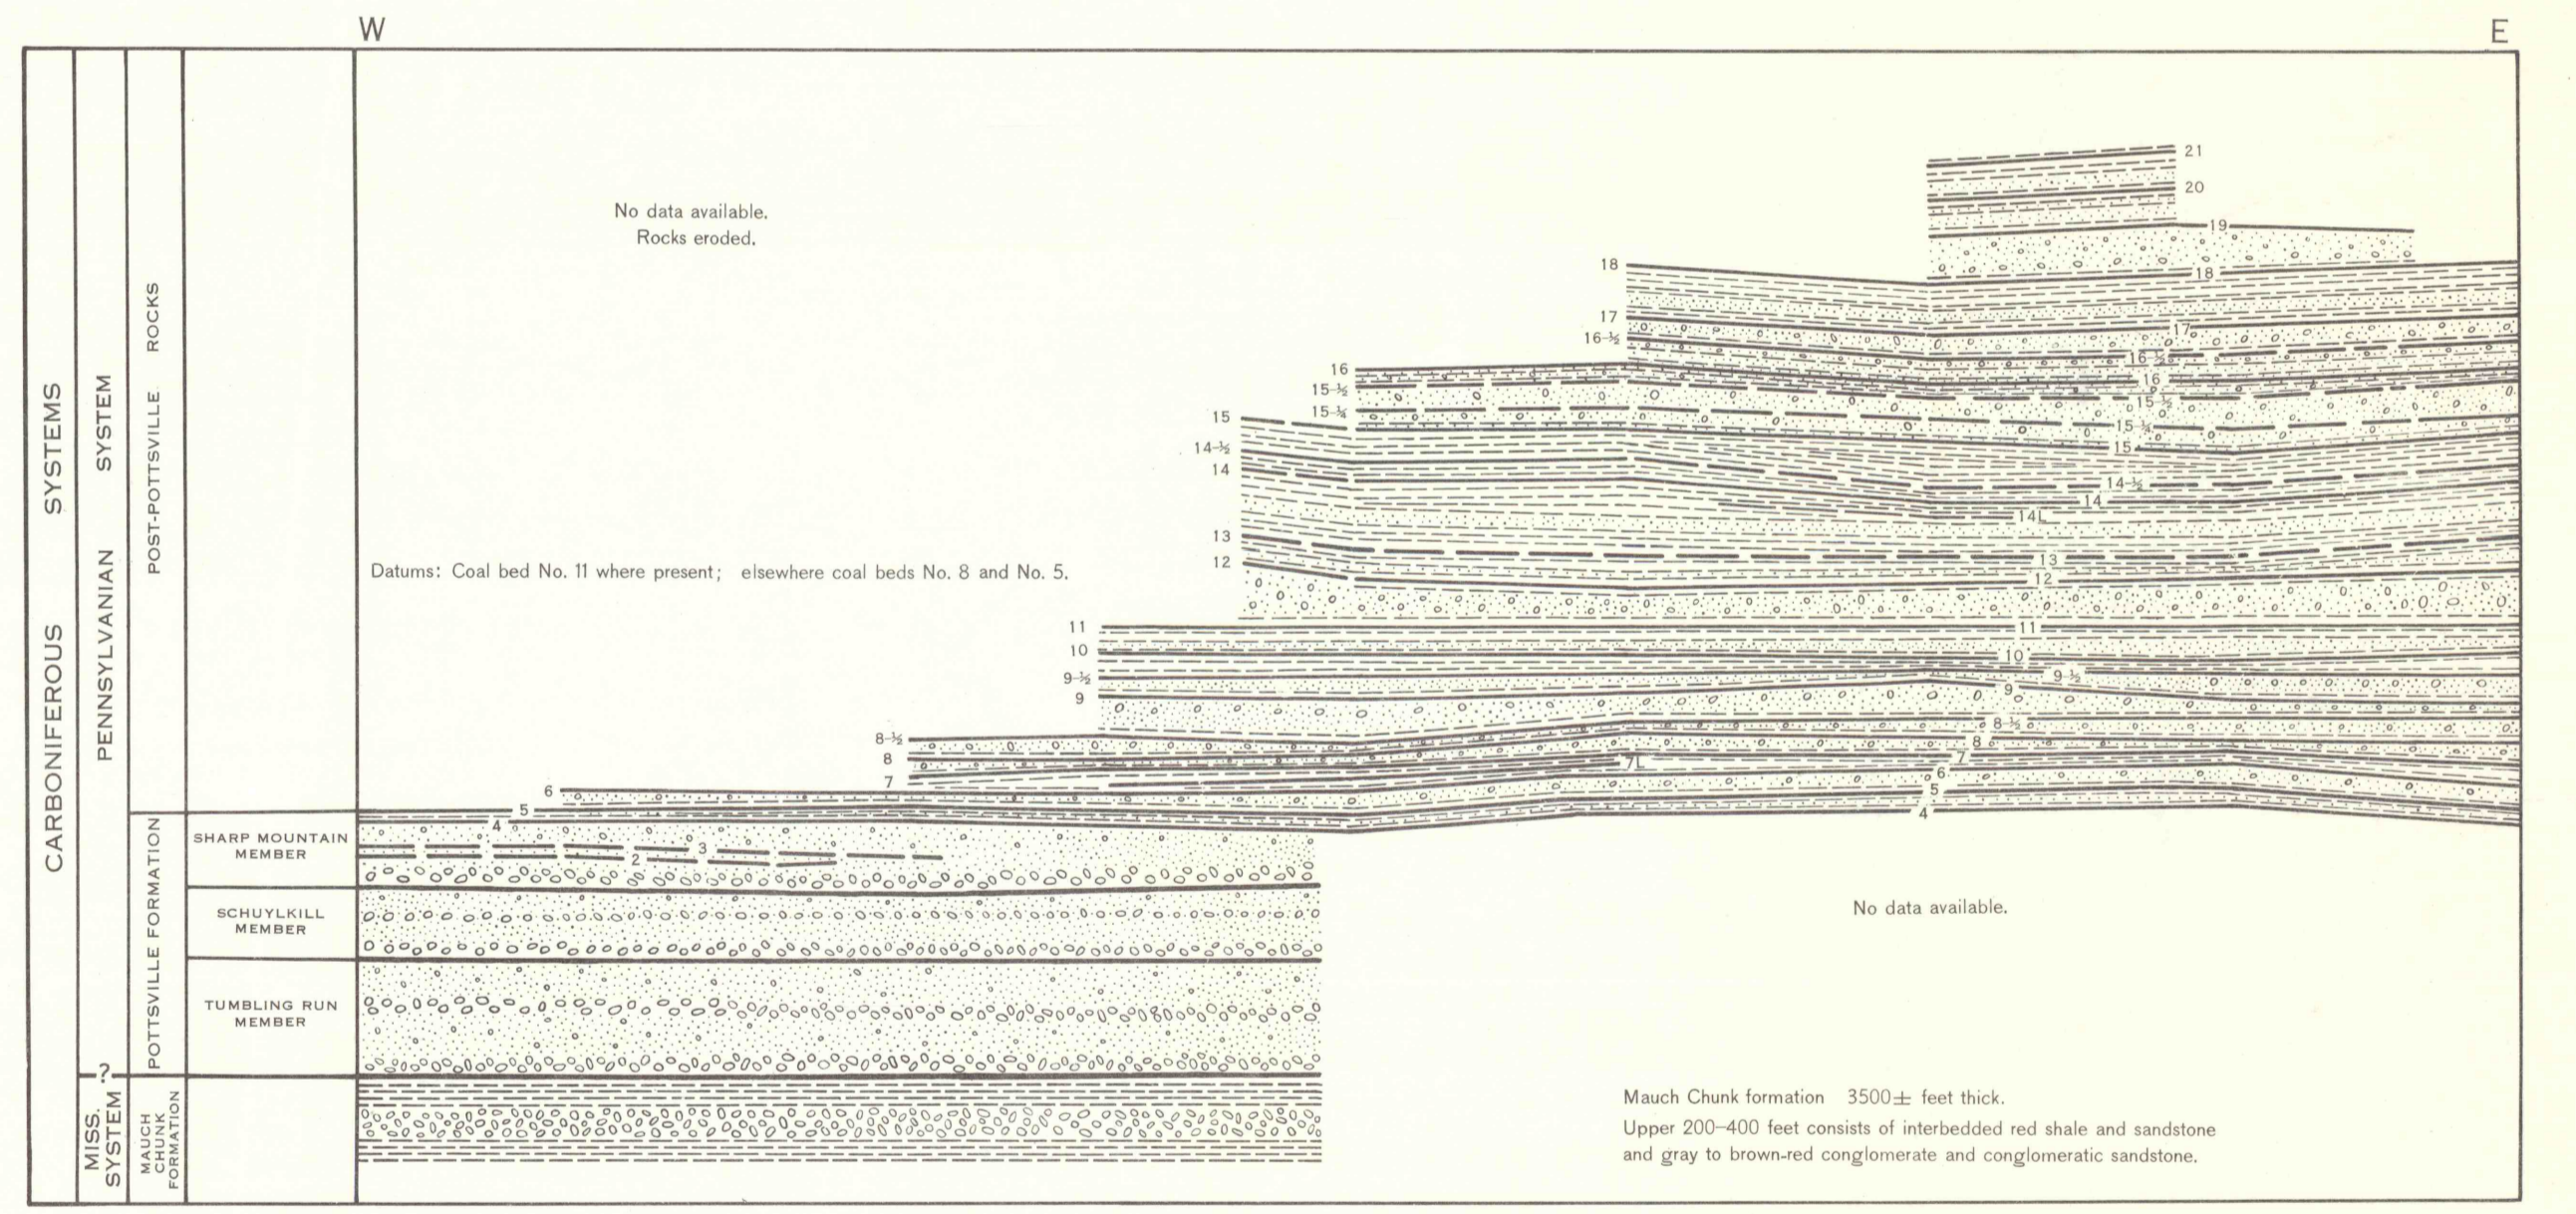 W
E
CARBONIFEROUS SYSTEMS
PENNSYLVANIAN SYSTEM
MISS. SYSTEM
?
POST-POTTSVILLE ROCKS
POTTSVILLE FORMATION
MAUCH
CHUNK
FORMATION
SHARP MOUNTAIN
MEMBER
SCHUYLKILL
MEMBER
TUMBLING RUN
MEMBER
No data available.
Rocks eroded.
Datums: Coal bed No. 11 where present; elsewhere coal beds No. 8 and No. 5.
21
20
19
18
18
17
16-½
17
16-½
16
15-½
15-¼
16
15-½
15-¼
15
15
14-½
14
14-½
14
14L
13
12
13
12
11
10
9-½
9
11
10
9-½
9
8-½
8
7
8-½
8
7L
7
6
6
5
4
5
4
3
2
No data available.
Mauch Chunk formation 3500± feet thick.
Upper 200–400 feet consists of interbedded red shale and sandstone
and gray to brown-red conglomerate and conglomeratic sandstone.